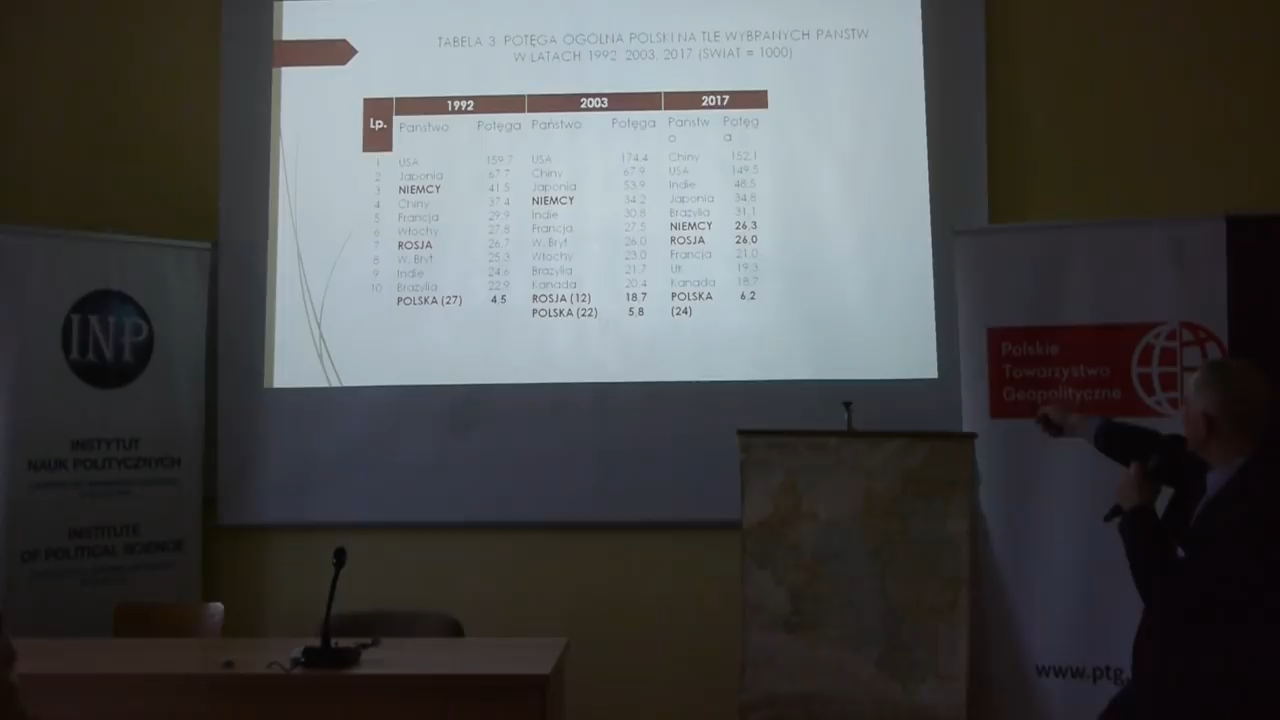 TABELA 3. POTĘGA OGÓLNA POLSKI NA TLE WYBRANYCH PAŃSTW
W LATACH 1992, 2003, 2017 (ŚWIAT = 1000)
Lp. 1992 2003 2017
Państwo Potęga Państwo Potęga Państwo Potęga
1 USA 159,7 USA 174,4 Chiny 152,1
2 Japonia 67,7 Chiny 67,9 USA 149,5
3 NIEMCY 41,5 Japonia 53,9 Indie 48,5
4 Chiny 37,4 NIEMCY 34,2 Japonia 34,8
5 Francja 29,9 Indie 30,8 Brazylia 31,1
6 Włochy 27,8 Francja 27,5 NIEMCY 26,3
7 ROSJA 26,7 W. Bryt. 26,0 ROSJA 26,0
8 W. Bryt. 25,3 Włochy 23,0 Francja 21,0
9 Indie 24,6 Brazylia 21,7 UK 19,3
10 Brazylia 22,9 Kanada 20,4 Kanada 18,7
POLSKA (27) 4,5 ROSJA (12) 18,7 POLSKA 6,2
POLSKA (22) 5,8 (24)
INP
INSTYTUT
NAUK POLITYCZNYCH
INSTITUTE
OF POLITICAL SCIENCE
Polskie
Towarzystwo
Geopolityczne
www.ptg.